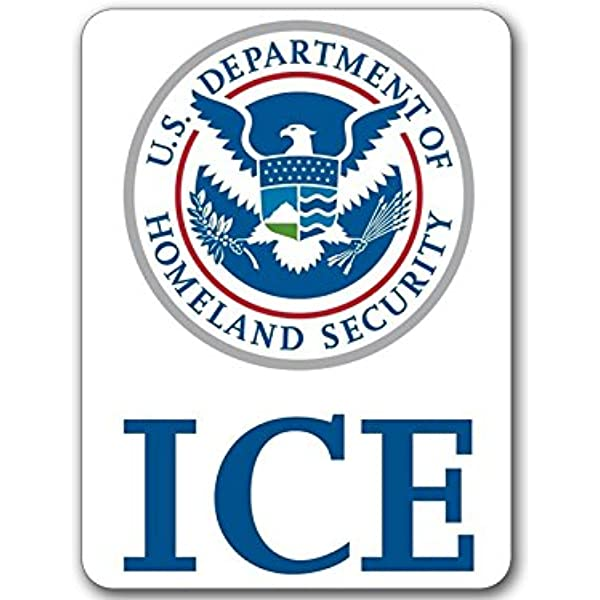 U.S. DEPARTMENT OF
HOMELAND SECURITY
ICE